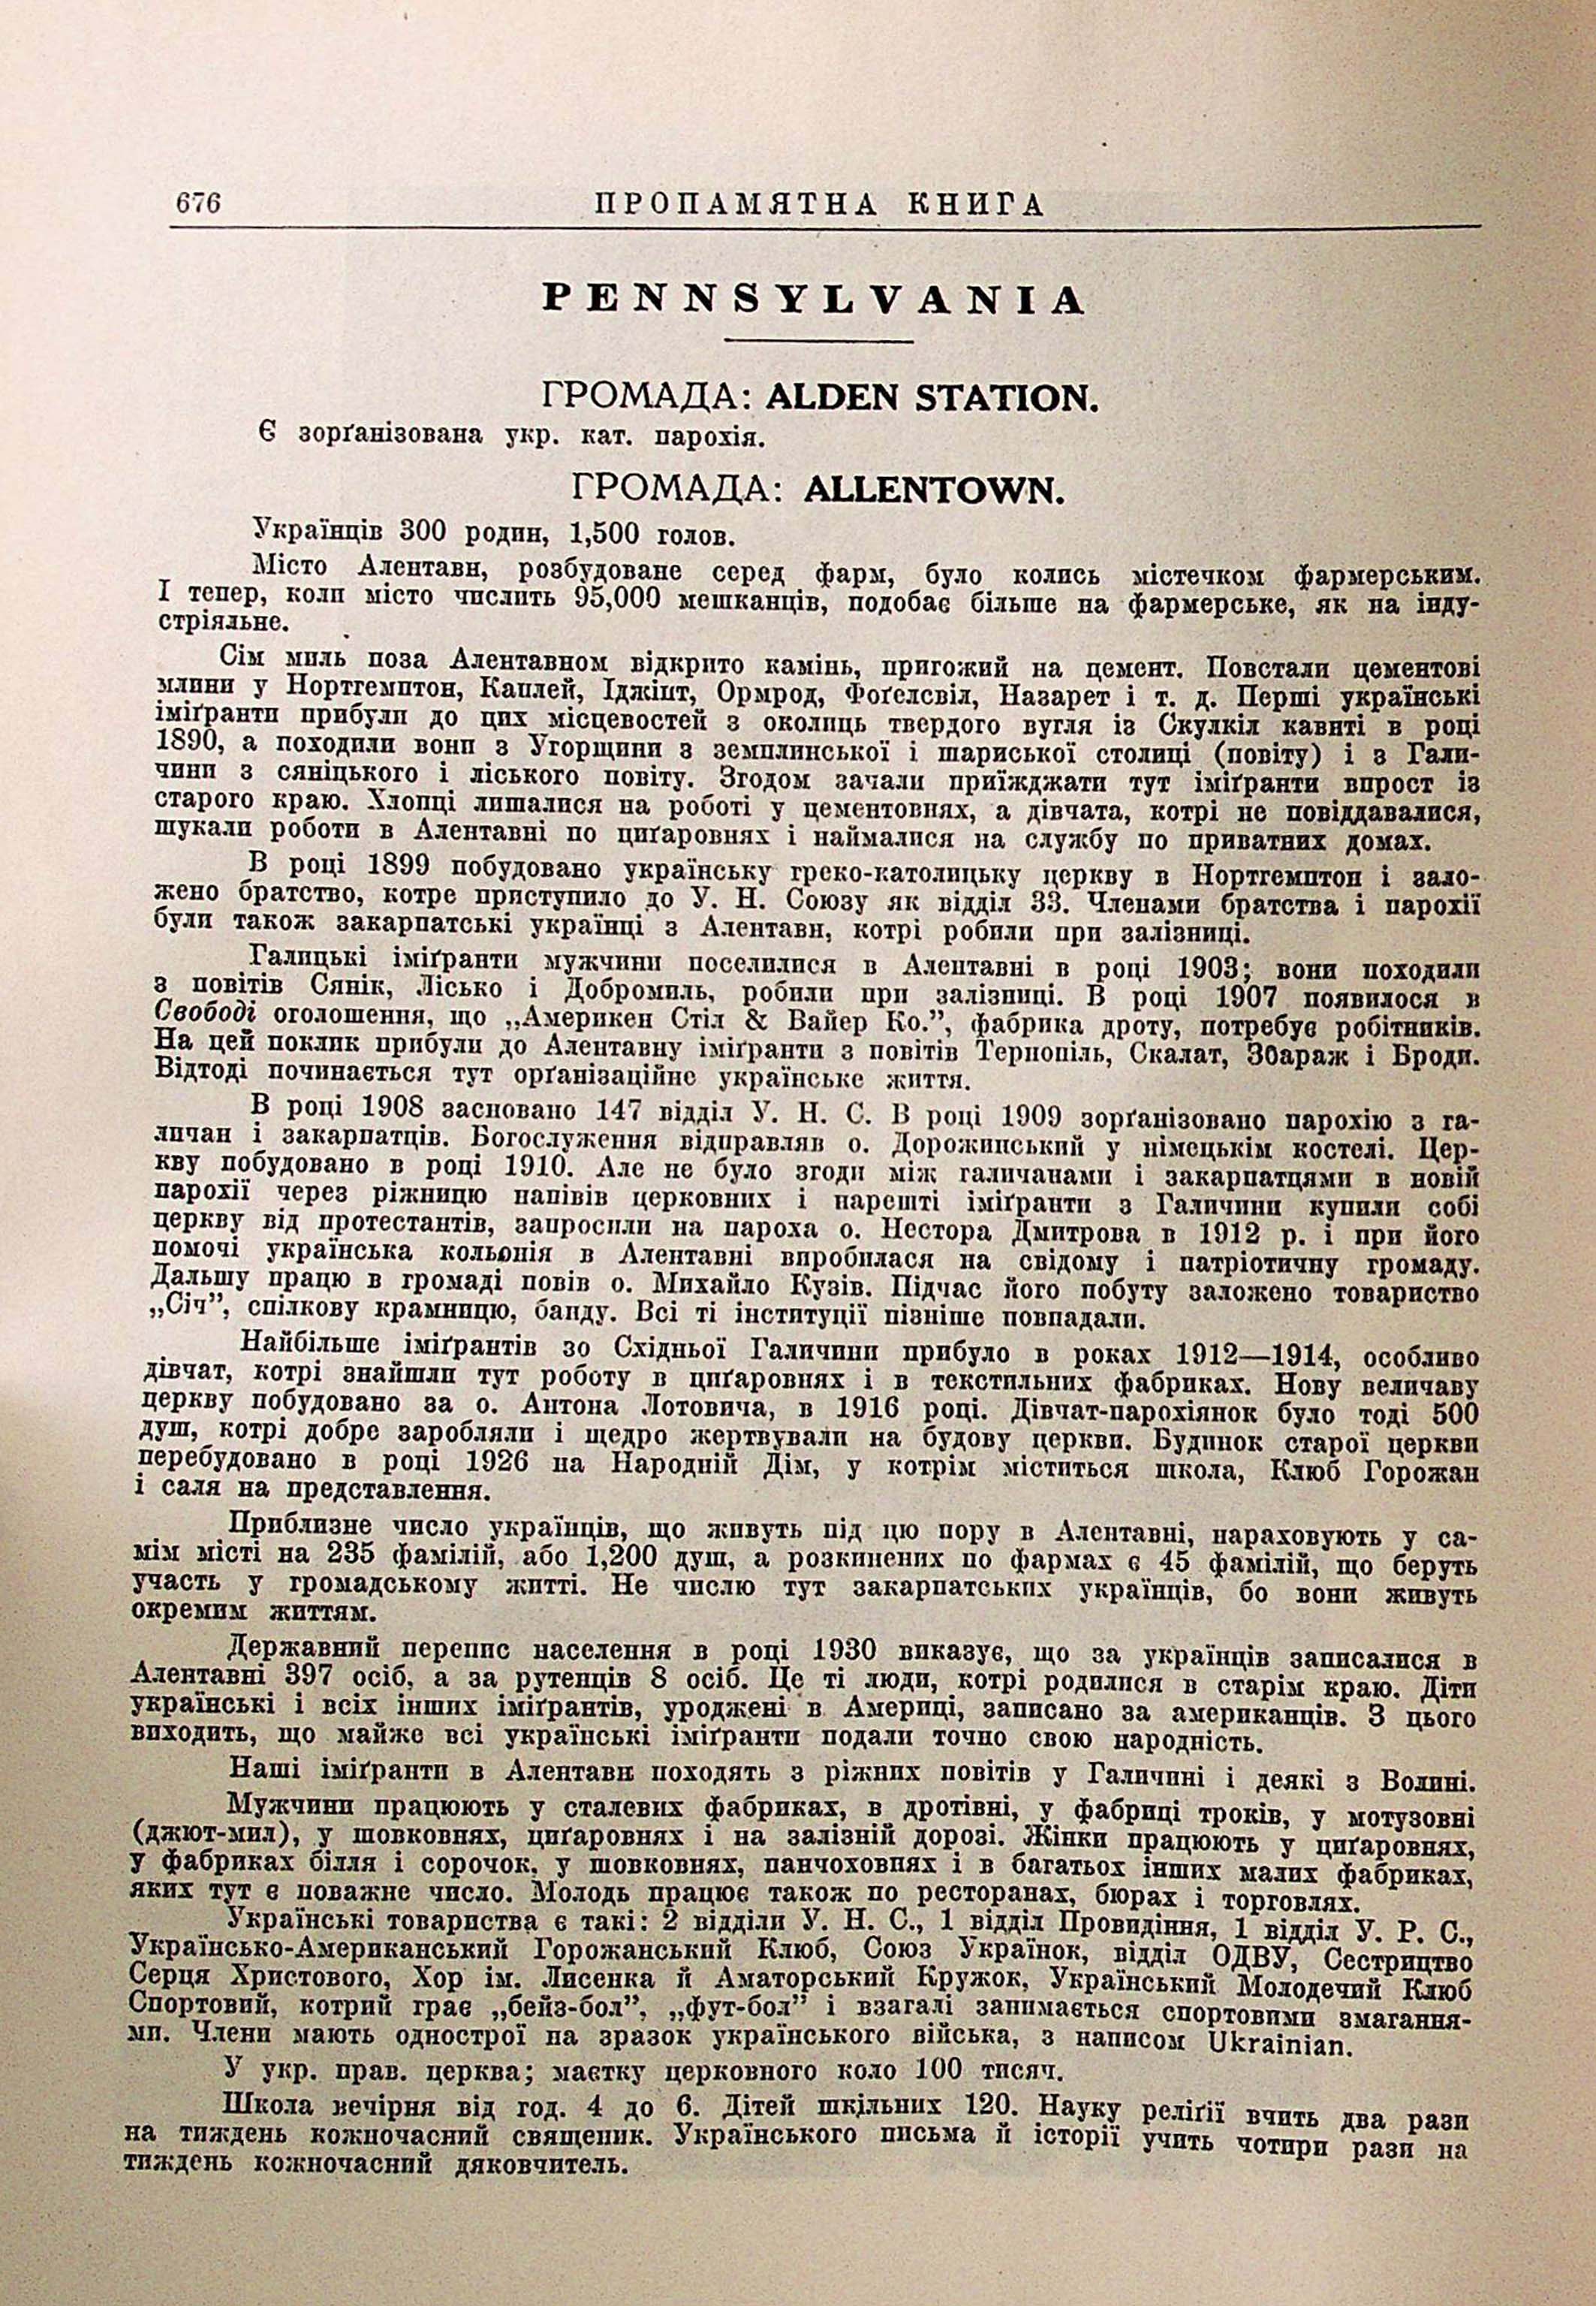 676 ПРОПАМЯТНА КНИГА
PENNSYLVANIA
ГРОМАДА: ALDEN STATION.
Є зорґанізована укр. кат. парохія.
ГРОМАДА: ALLENTOWN.
Українців 300 родин, 1,500 голов.
Місто Алентавн, розбудоване серед фарм, було колись містечком фармерським.
І тепер, коли місто числить 95,000 мешканців, подобає більше на фармерське, як на інду-
стріяльне.
Сім миль поза Алентавном відкрито камінь, пригожий на цемент. Повстали цементові
млини у Нортгемптон, Каплей, Іджіпт, Ормрод, Фоґелсвіл, Назарет і т. д. Перші українські
іміґранти прибули до цих місцевостей з околиць твердого вугля із Скулкіл кавнті в році
1890, а походили вони з Угорщини з земплинської і шариської столиці (повіту) і з Гали-
чини з сяніцького і ліського повіту. Згодом зачали приїжджати тут іміґранти впрост із
старого краю. Хлопці лишалися на роботі у цементовнях, а дівчата, котрі не повіддавалися,
шукали роботи в Алентавні по циґаровнях і наймалися на службу по приватних домах.
В році 1899 побудовано українську греко-католицьку церкву в Нортгемптон і зало-
жено братство, котре приступило до У. Н. Союзу як відділ 33. Членами братства і парохії
були також закарпатські українці з Алентавн, котрі робили при залізниці.
Галицькі іміґранти мужчини поселилися в Алентавні в році 1903; вони походили
з повітів Сянік, Лісько і Добромиль, робили при залізниці. В році 1907 появилося в
Свободі оголошення, що „Америкен Стіл & Вайер Ко.”, фабрика дроту, потребує робітників.
На цей поклик прибули до Алентавну іміґранти з повітів Тернопіль, Скалат, Збараж і Броди.
Відтоді починається тут орґанізаційне українське життя.
В році 1908 засновано 147 відділ У. Н. С. В році 1909 зорґанізовано парохію з га-
личан і закарпатців. Богослуження відправляв о. Дорожинський у німецькім костелі. Цер-
кву побудовано в році 1910. Але не було згоди між галичанами і закарпатцями в новій
парохії через ріжницю напівів церковних і нарешті іміґранти з Галичини купили собі
церкву від протестантів, запросили на пароха о. Нестора Дмитрова в 1912 р. і при його
помочі українська кольонія в Алентавні впробилася на свідому і патріотичну громаду.
Дальшу працю в громаді повів о. Михайло Кузів. Підчас його побуту заложено товариство
„Січ”, спілкову крамницю, банду. Всі ті інституції пізніше повпадали.
Найбільше іміґрантів зо Східньої Галичини прибуло в роках 1912—1914, особливо
дівчат, котрі знайшли тут роботу в циґаровнях і в текстильних фабриках. Нову величаву
церкву побудовано за о. Антона Лотовича, в 1916 році. Дівчат-парохіянок було тоді 500
душ, котрі добре заробляли і щедро жертвували на будову церкви. Будинок старої церкви
перебудовано в році 1926 на Народній Дім, у котрім міститься школа, Клюб Горожан
і саля на представлення.
Приблизне число українців, що живуть під цю пору в Алентавні, нараховують у са-
мім місті на 235 фамілій, або 1,200 душ, а розкинених по фармах є 45 фамілій, що беруть
участь у громадському житті. Не числю тут закарпатських українців, бо вони живуть
окремим життям.
Державний перепис населення в році 1930 виказує, що за українців записалися в
Алентавні 397 осіб, а за рутенців 8 осіб. Це ті люди, котрі родилися в старім краю. Діти
українські і всіх інших іміґрантів, уроджені в Америці, записано за американців. З цього
виходить, що майже всі українські іміґранти подали точно свою народність.
Наші іміґранти в Алентавн походять з ріжних повітів у Галичині і деякі з Волині.
Мужчини працюють у сталевих фабриках, в дротівні, у фабриці троків, у мотузовні
(джют-мил), у шовковнях, циґаровнях і на залізній дорозі. Жінки працюють у циґаровнях,
у фабриках білля і сорочок, у шовковнях, панчоховнях і в багатьох інших малих фабриках,
яких тут є поважне число. Молодь працює також по ресторанах, бюрах і торговлях.
Українські товариства є такі: 2 відділи У. Н. С., 1 відділ Провидіння, 1 відділ У. Р. С.,
Українсько-Американський Горожанський Клюб, Союз Українок, відділ ОДВУ, Сестрицтво
Серця Христового, Хор ім. Лисенка й Аматорський Кружок, Український Молодечий Клюб
Спортовий, котрий грає „бейз-бол”, „фут-бол” і взагалі занимається спортовими змагання-
ми. Члени мають однострої на зразок українського війська, з написом Ukrainian.
У укр. прав. церква; маєтку церковного коло 100 тисяч.
Школа вечірня від год. 4 до 6. Дітей шкільних 120. Науку реліґії вчить два рази
на тиждень кожночасний священик. Українського письма й історії учить чотири рази на
тиждень кожночасний дяковчитель.